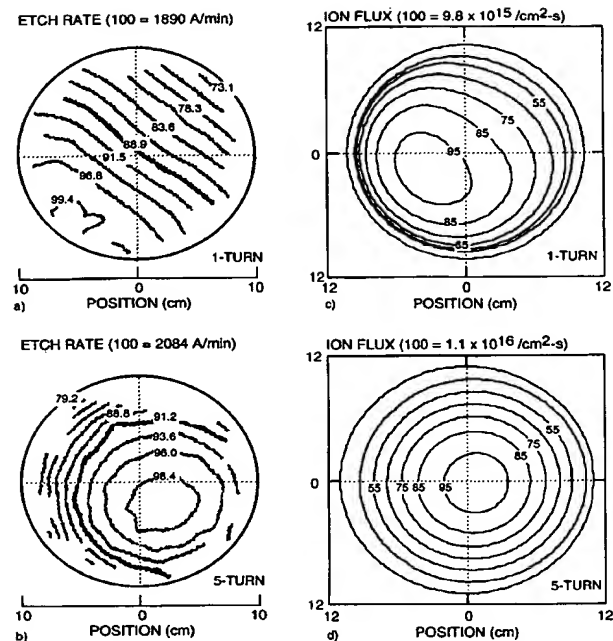 ETCH RATE (100 = 1890 A/min)
73.1
78.3
83.6
88.9
91.5
96.8
99.4
1-TURN
10 0 10
a) POSITION (cm)
ION FLUX (100 = 9.8 x 10^15 /cm2-s)
12
55
75
85
95
0 0
85
65
1-TURN
12
12 0 12
c) POSITION (cm)
ETCH RATE (100 = 2084 A/min)
79.2
88.8
91.2
93.6
96.0
98.4
5-TURN
10 0 10
b) POSITION (cm)
ION FLUX (100 = 1.1 x 10^16 /cm2-s)
12
55
75
85
0 55 75 85 95 0
5-TURN
12
12 0 12
d) POSITION (cm)